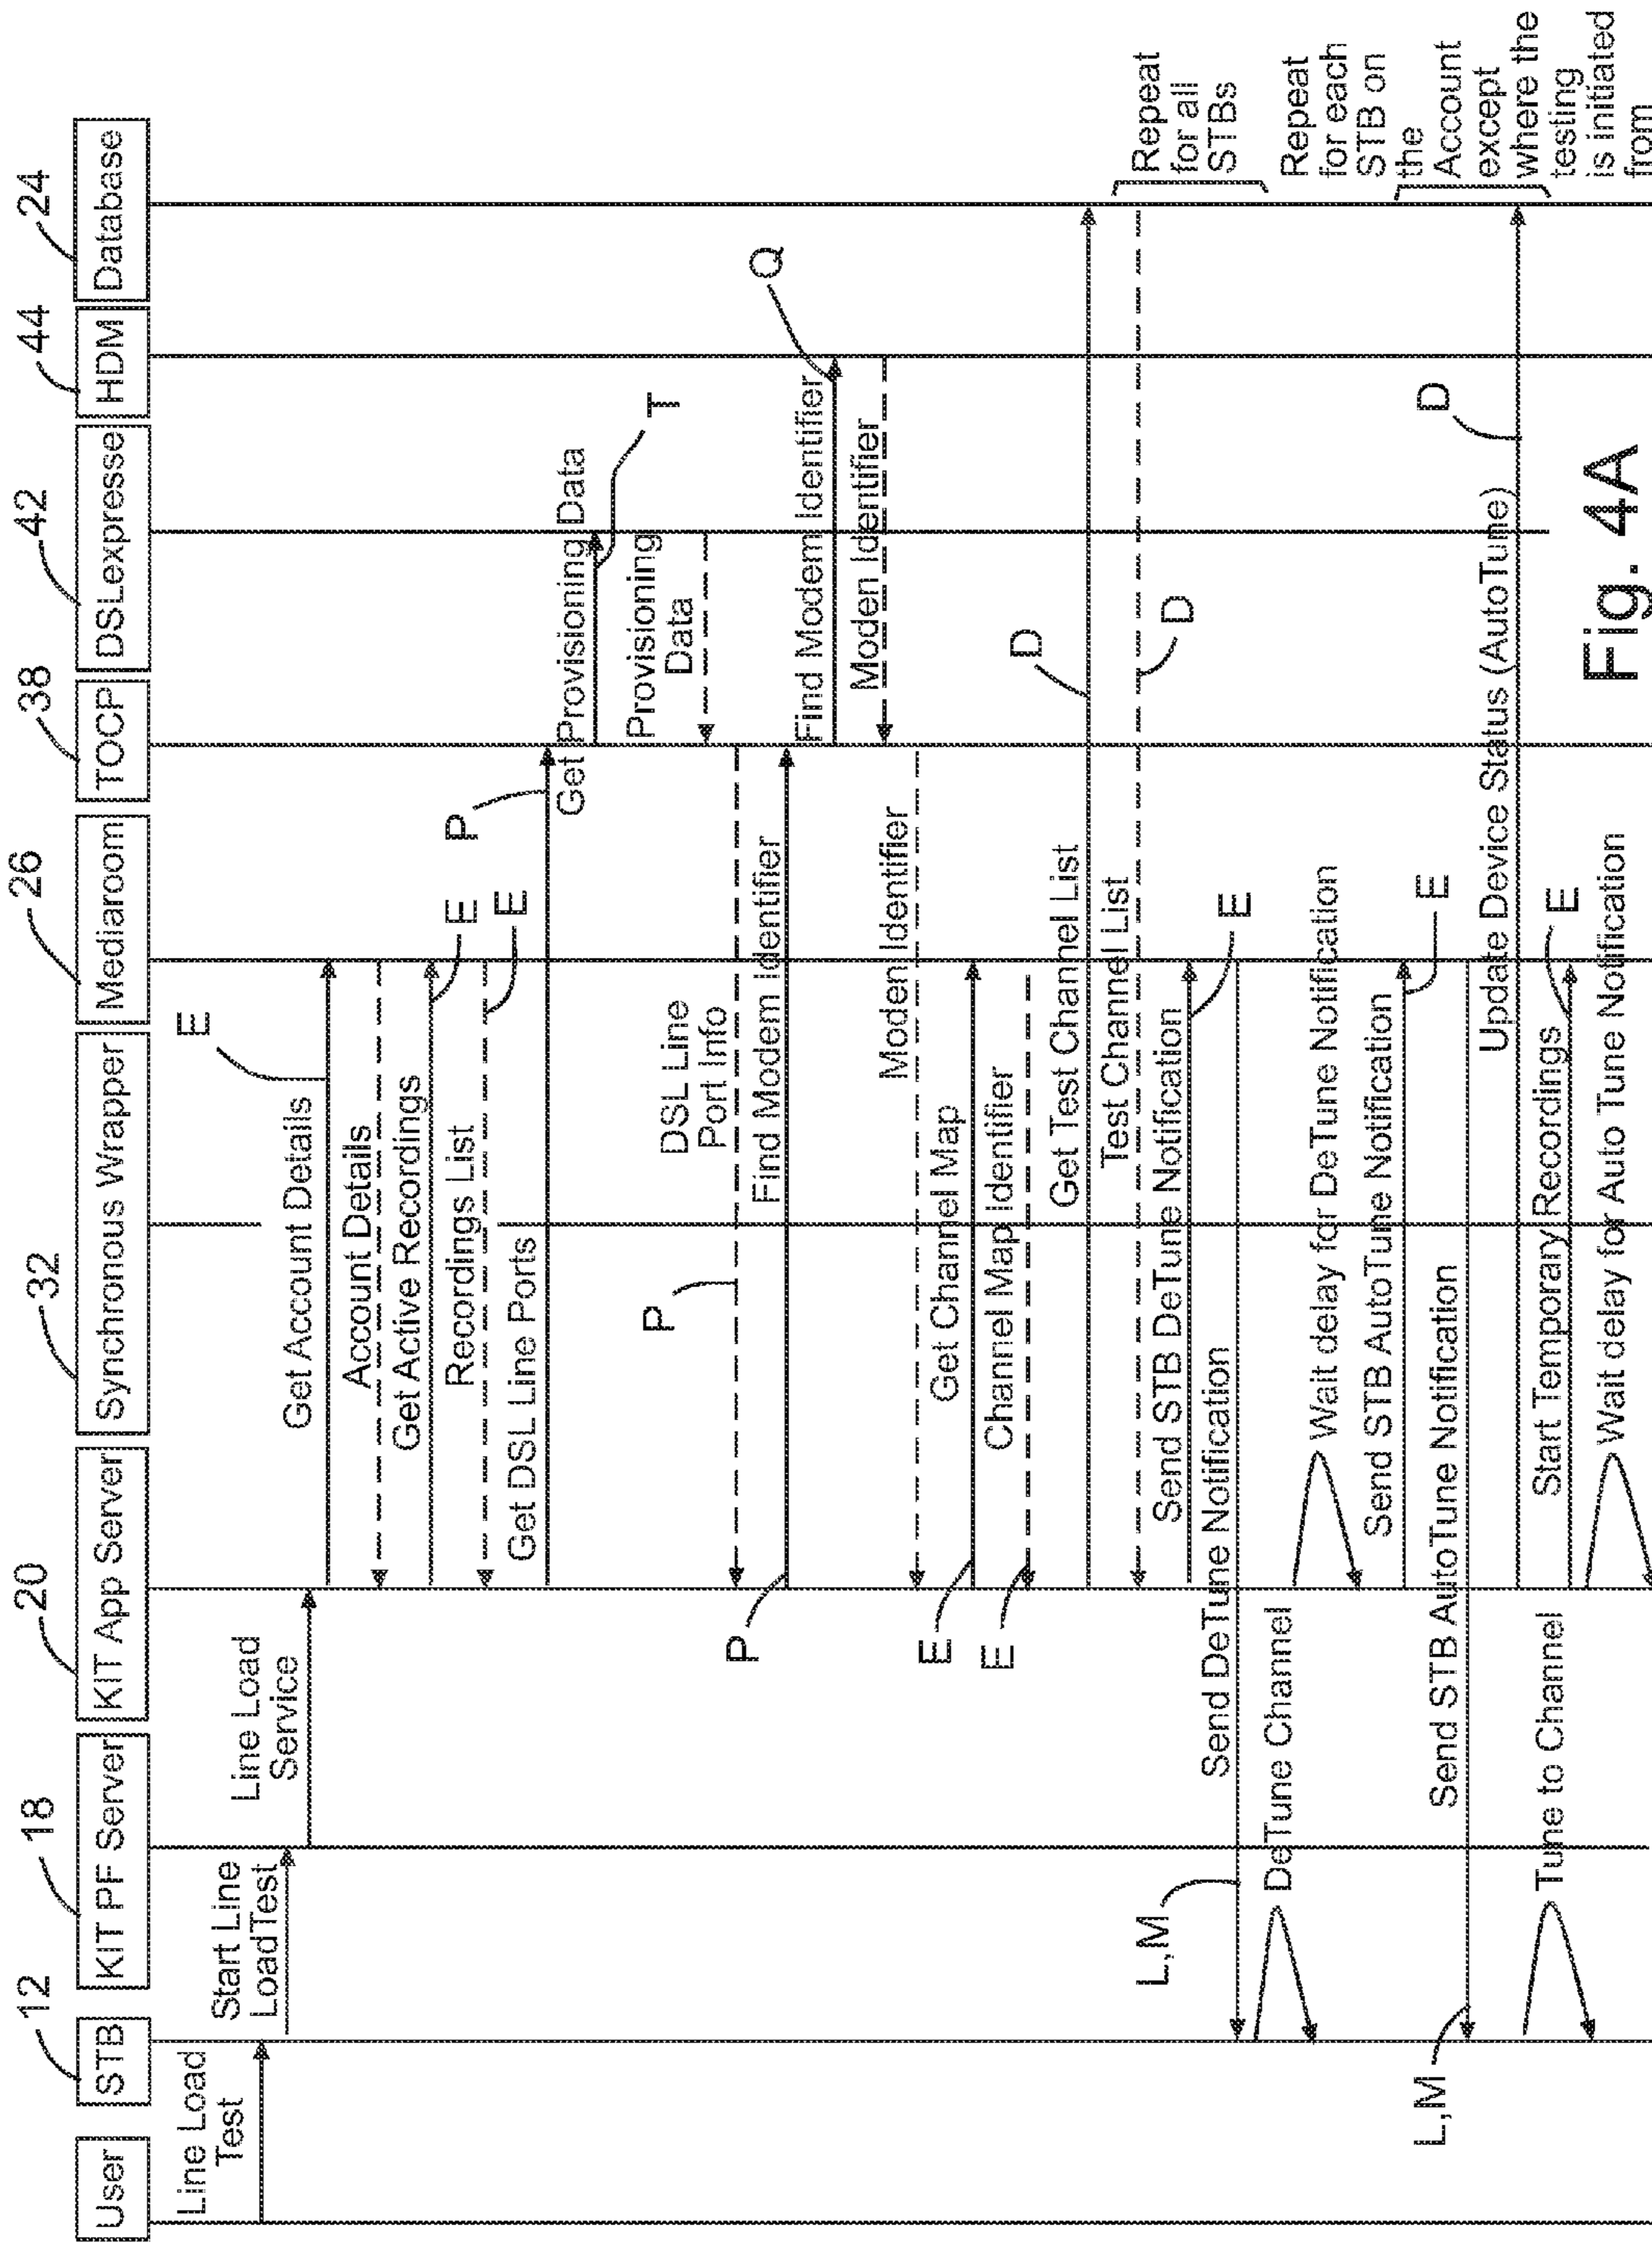 12
18
20
32
26
38
42
44
24
User
STB
KIT PF Server
KIT App Server
Synchronous Wrapper
Mediaroom
TOCP
DSLexpresse
HDM
Database
Line Load
Test
Start Line
LoadTest
Line Load
Service
Get Account Details
E
Account Details
Get Active Recordings
E
Recordings List
E
Get DSL Line Ports
P
Get Provisioning Data
T
Provisioning
Data
DSL Line
Port Info
P
Find Modem Identifier
P
Find Modem Identifier
Q
Moden Identifier
Moden Identifier
Get Channel Map
E
Channel Map Identifier
E
Get Test Channel List
D
Test Channel List
D
Send STB DeTune Notification
E
Send DeTune Notification
L,M
DeTune Channel
Repeat
for all
STBs
Wait delay for DeTune Notification
Send STB AutoTune Notification
E
Send STB AutoTune Notification
L,M
Update Device Status (AutoTune)
D
Tune to Channel
Start Temporary Recordings
E
Wait delay for Auto Tune Notification
Repeat
for each
STB on
the
Account
except
where the
testing
is initiated
from
Fig. 4A